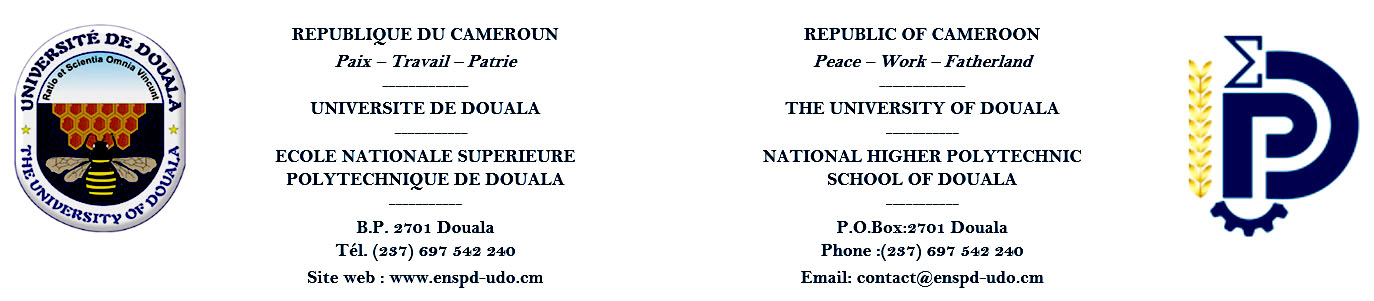 UNIVERSITÉ DE DOUALA
Ratio et Scientia Omnia Vincunt
THE UNIVERSITY OF DOUALA
REPUBLIQUE DU CAMEROUN
Paix – Travail – Patrie
-------------
UNIVERSITE DE DOUALA
-----------
ECOLE NATIONALE SUPERIEURE
POLYTECHNIQUE DE DOUALA
-----------
B.P. 2701 Douala
Tél. (237) 697 542 240
Site web : www.enspd-udo.cm
REPUBLIC OF CAMEROON
Peace – Work – Fatherland
-------------
THE UNIVERSITY OF DOUALA
-----------
NATIONAL HIGHER POLYTECHNIC
SCHOOL OF DOUALA
-----------
P.O.Box:2701 Douala
Phone :(237) 697 542 240
Email: contact@enspd-udo.cm
Σ
P
D